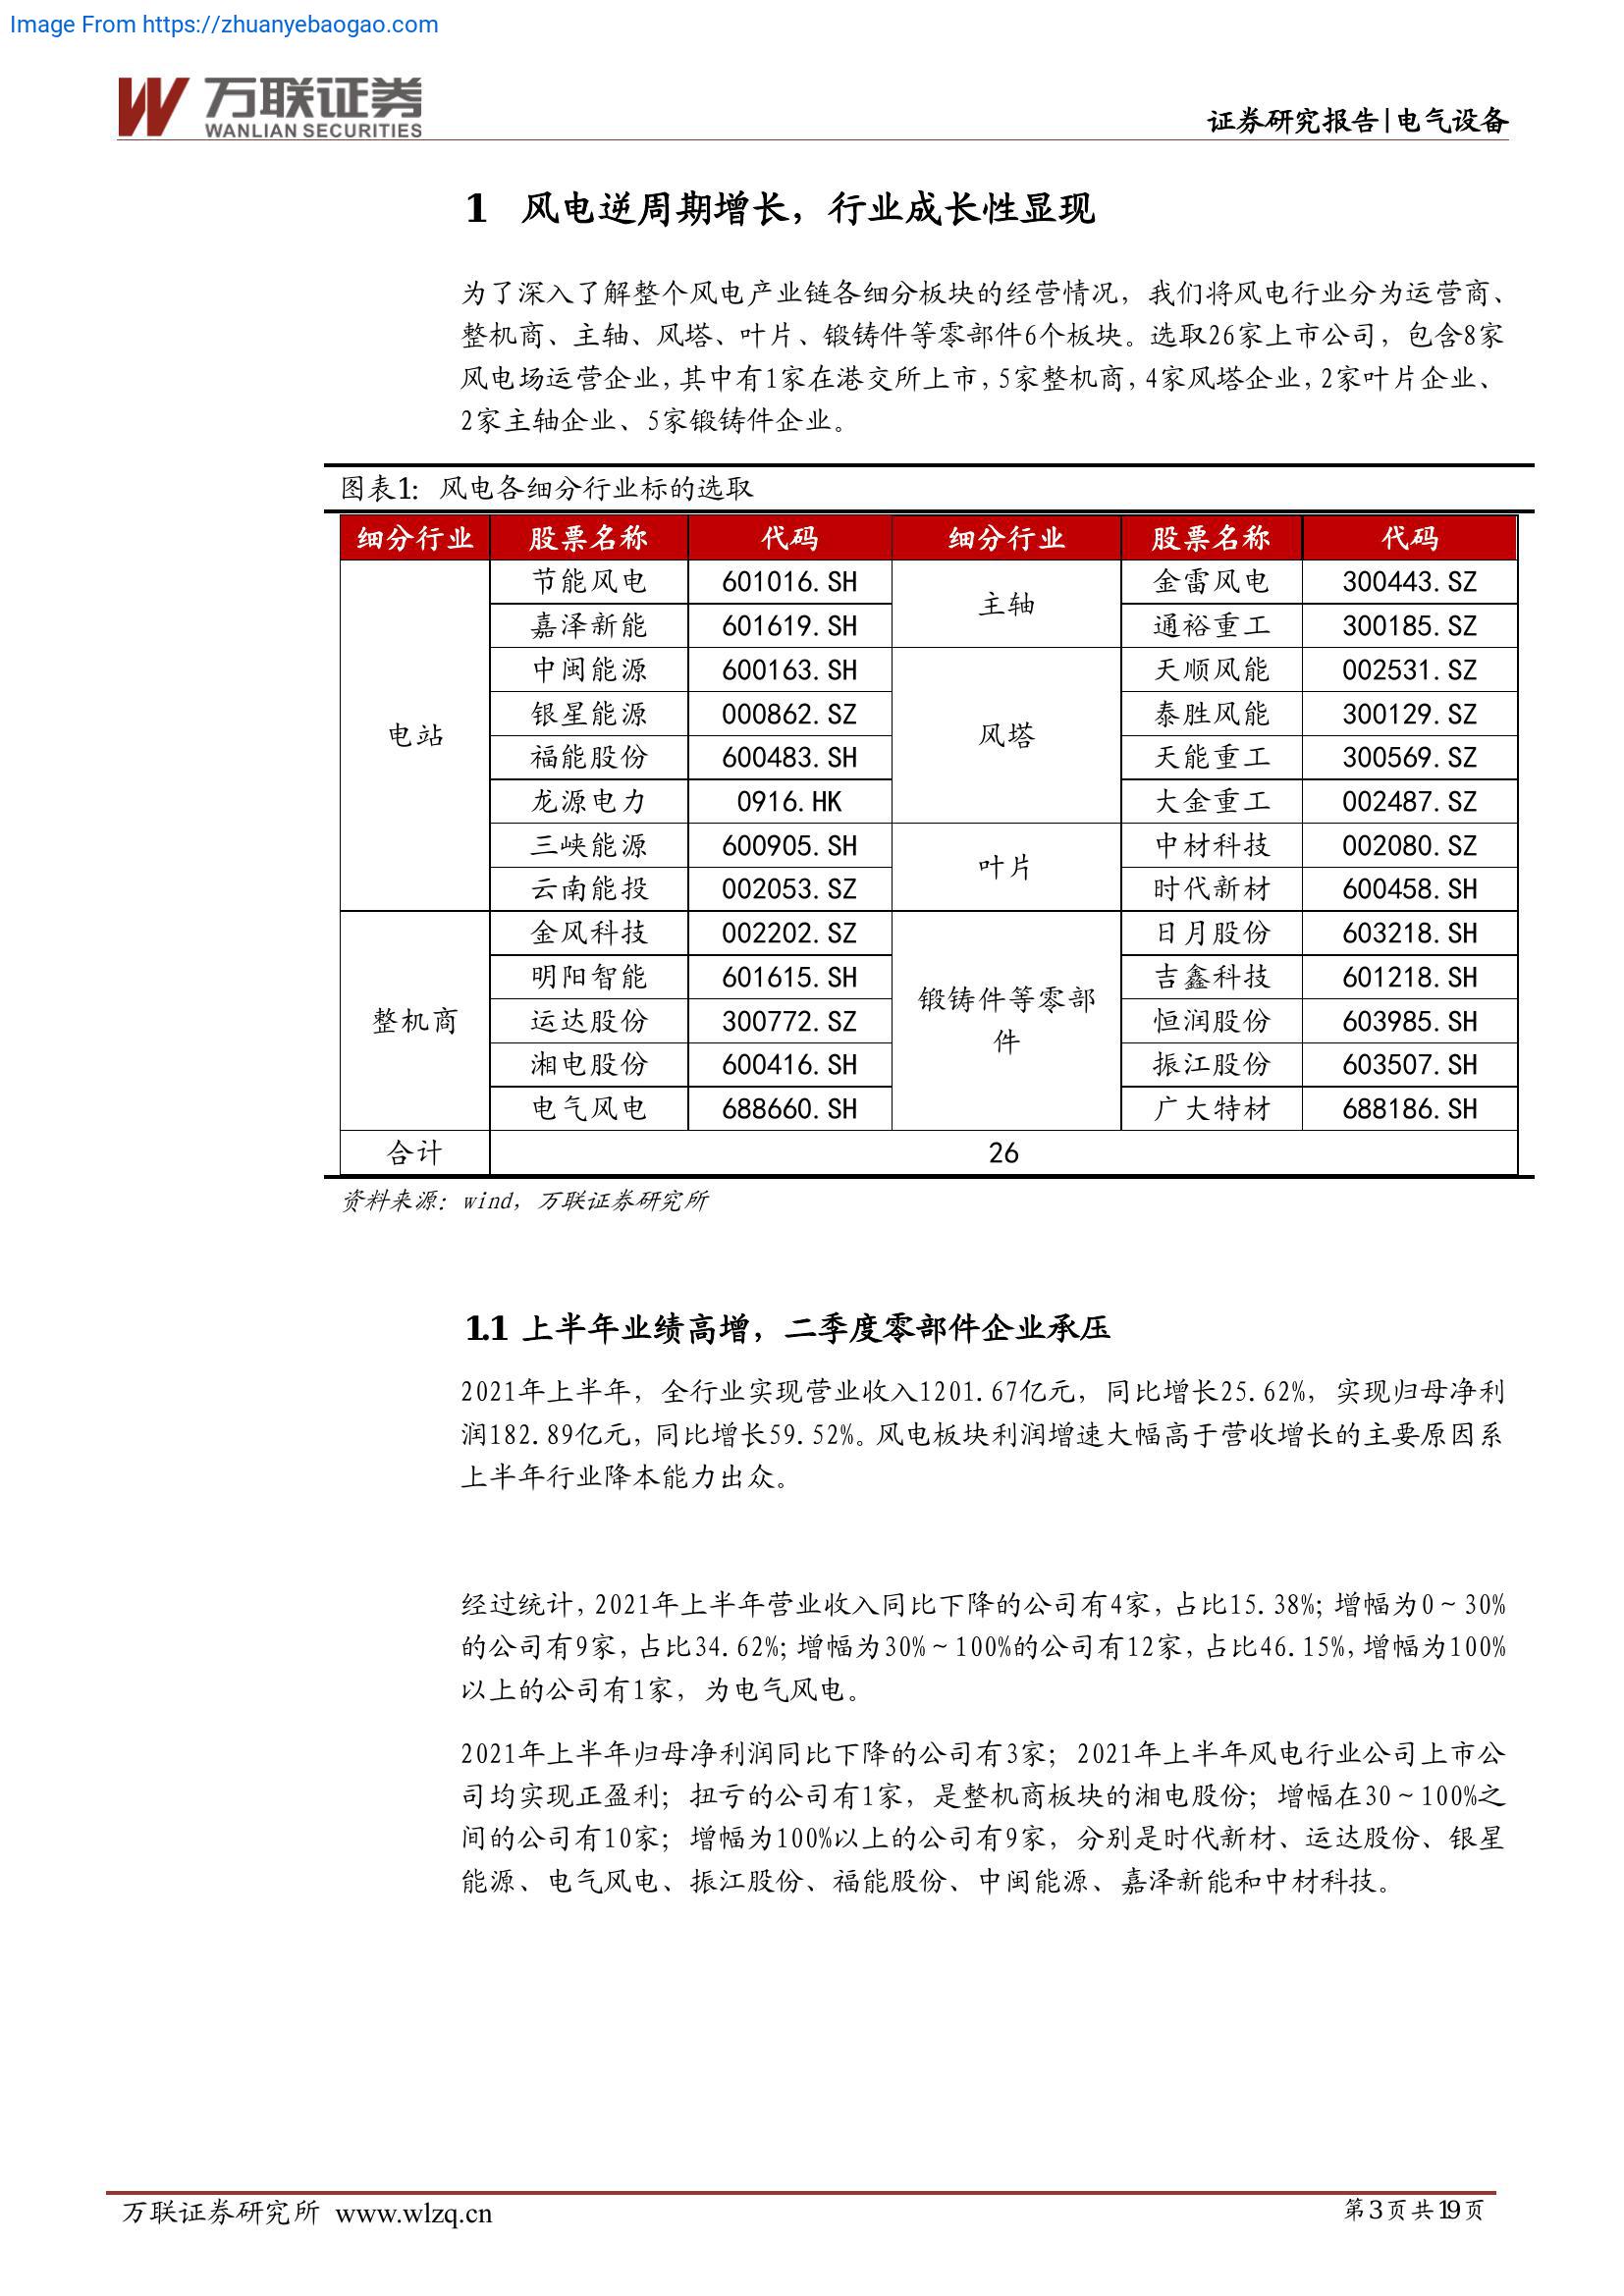 Image From https://zhuanyebaogao.com
万联证券
WANLIAN SECURITIES
证券研究报告|电气设备
1 风电逆周期增长，行业成长性显现
为了深入了解整个风电产业链各细分板块的经营情况，我们将风电行业分为运营商、
整机商、主轴、风塔、叶片、锻铸件等零部件6个板块。选取26家上市公司，包含8家
风电场运营企业，其中有1家在港交所上市，5家整机商，4家风塔企业，2家叶片企业、
2家主轴企业、5家锻铸件企业。
图表1: 风电各细分行业标的选取
细分行业 股票名称 代码 细分行业 股票名称 代码
电站 节能风电 601016.SH 主轴 金雷风电 300443.SZ
嘉泽新能 601619.SH 通裕重工 300185.SZ
中闽能源 600163.SH 风塔 天顺风能 002531.SZ
银星能源 000862.SZ 泰胜风能 300129.SZ
福能股份 600483.SH 天能重工 300569.SZ
龙源电力 0916.HK 大金重工 002487.SZ
三峡能源 600905.SH 叶片 中材科技 002080.SZ
云南能投 002053.SZ 时代新材 600458.SH
整机商 金风科技 002202.SZ 锻铸件等零部件 日月股份 603218.SH
明阳智能 601615.SH 吉鑫科技 601218.SH
运达股份 300772.SZ 恒润股份 603985.SH
湘电股份 600416.SH 振江股份 603507.SH
电气风电 688660.SH 广大特材 688186.SH
合计 26
资料来源：wind，万联证券研究所
1.1 上半年业绩高增，二季度零部件企业承压
2021年上半年，全行业实现营业收入1201.67亿元，同比增长25.62%，实现归母净利
润182.89亿元，同比增长59.52%。风电板块利润增速大幅高于营收增长的主要原因系
上半年行业降本能力出众。
经过统计，2021年上半年营业收入同比下降的公司有4家，占比15.38%；增幅为0～30%
的公司有9家，占比34.62%；增幅为30%～100%的公司有12家，占比46.15%，增幅为100%
以上的公司有1家，为电气风电。
2021年上半年归母净利润同比下降的公司有3家；2021年上半年风电行业公司上市公
司均实现正盈利；扭亏的公司有1家，是整机商板块的湘电股份；增幅在30～100%之
间的公司有10家；增幅为100%以上的公司有9家，分别是时代新材、运达股份、银星
能源、电气风电、振江股份、福能股份、中闽能源、嘉泽新能和中材科技。
万联证券研究所 www.wlzq.cn
第3页共19页